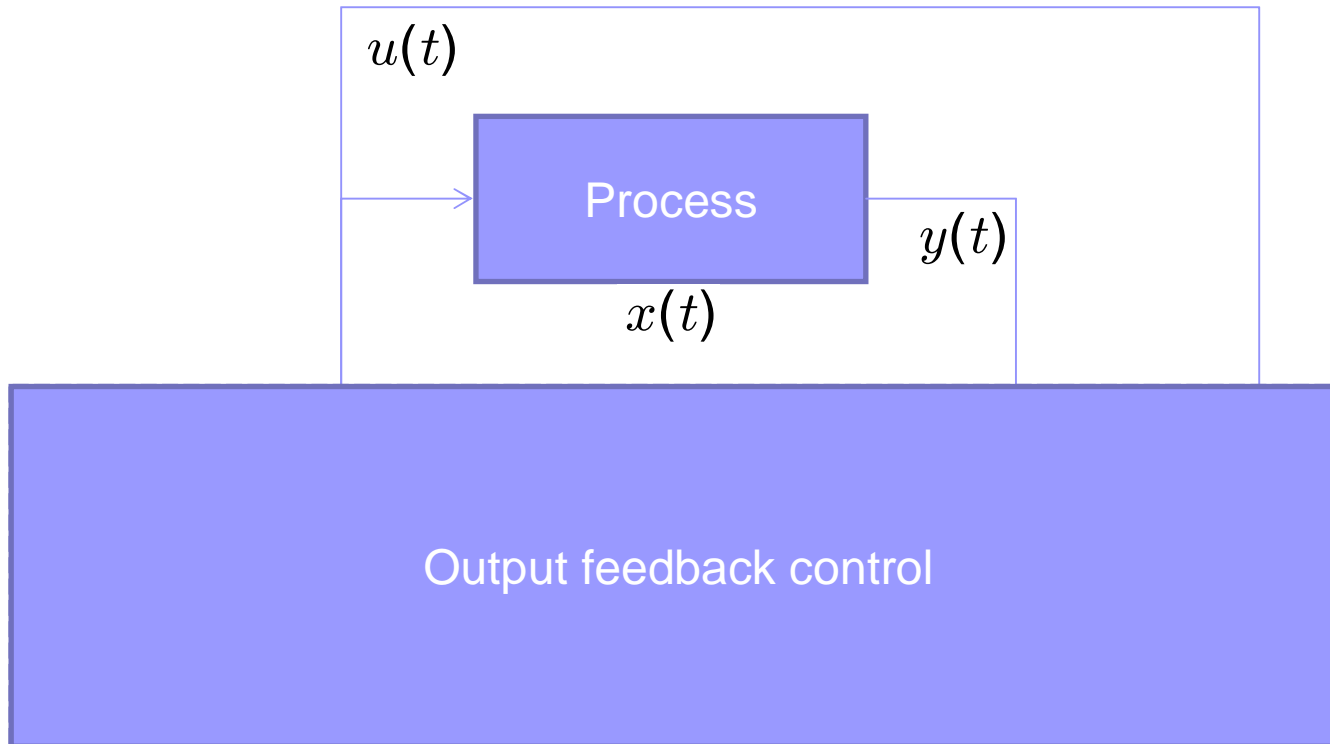 u(t)
Process
y(t)
x(t)
Output feedback control